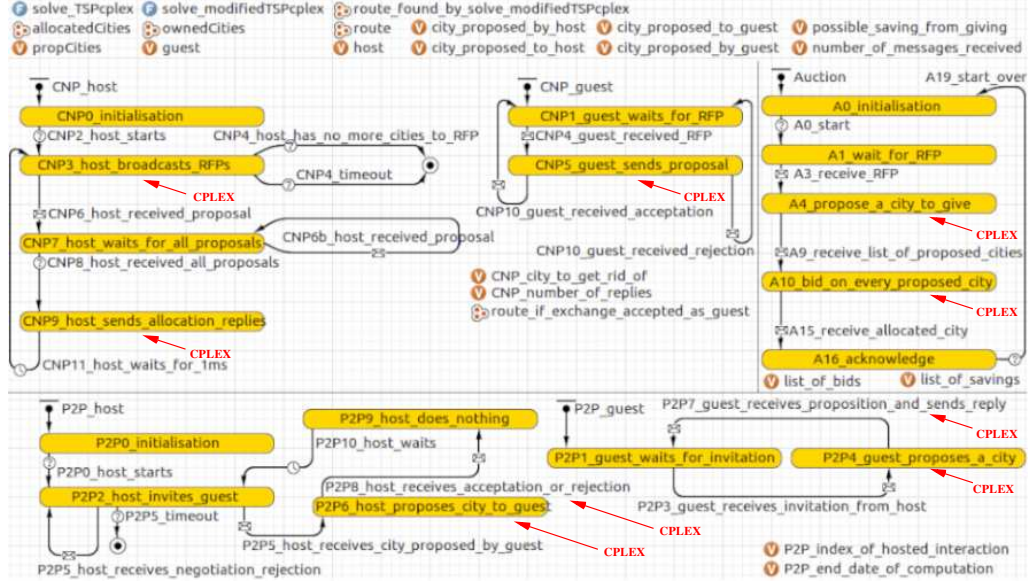 solve_TSPcplex solve_modifiedTSPcplex route_found_by_solve_modifiedTSPcplex
allocatedCities ownedCities route city_proposed_by_host city_proposed_to_guest possible_saving_from_giving
propCities guest host city_proposed_to_host city_proposed_by_guest number_of_messages_received
CNP_host
CNP0_initialisation
CNP2_host_starts
CNP4_host_has_no_more_cities_to_RFP
CNP3_host_broadcasts_RFPs
CNP4_timeout
CPLEX
CNP6_host_received_proposal
CNP7_host_waits_for_all_proposals
CNP6b_host_received_proposal
CNP8_host_received_all_proposals
CNP9_host_sends_allocation_replies
CPLEX
CNP11_host_waits_for_1ms
CNP_guest
CNP1_guest_waits_for_RFP
CNP4_guest_received_RFP
CNP5_guest_sends_proposal
CPLEX
CNP10_guest_received_acceptation
CNP10_guest_received_rejection
CNP_city_to_get_rid_of
CNP_number_of_replies
route_if_exchange_accepted_as_guest
Auction
A19_start_over
A0_initialisation
A0_start
A1_wait_for_RFP
A3_receive_RFP
A4_propose_a_city_to_give
CPLEX
A9_receive_list_of_proposed_cities
A10_bid_on_every_proposed_city
CPLEX
A15_receive_allocated_city
A16_acknowledge
list_of_bids list_of_savings
P2P_host
P2P0_initialisation
P2P0_host_starts
P2P2_host_invites_guest
P2P5_timeout
P2P5_host_receives_negotiation_rejection
P2P9_host_does_nothing
P2P10_host_waits
P2P8_host_receives_acceptation_or_rejection
CPLEX
P2P6_host_proposes_city_to_guest
CPLEX
P2P5_host_receives_city_proposed_by_guest
P2P_guest
P2P7_guest_receives_proposition_and_sends_reply
CPLEX
P2P1_guest_waits_for_invitation
P2P4_guest_proposes_a_city
CPLEX
P2P3_guest_receives_invitation_from_host
P2P_index_of_hosted_interaction
P2P_end_date_of_computation